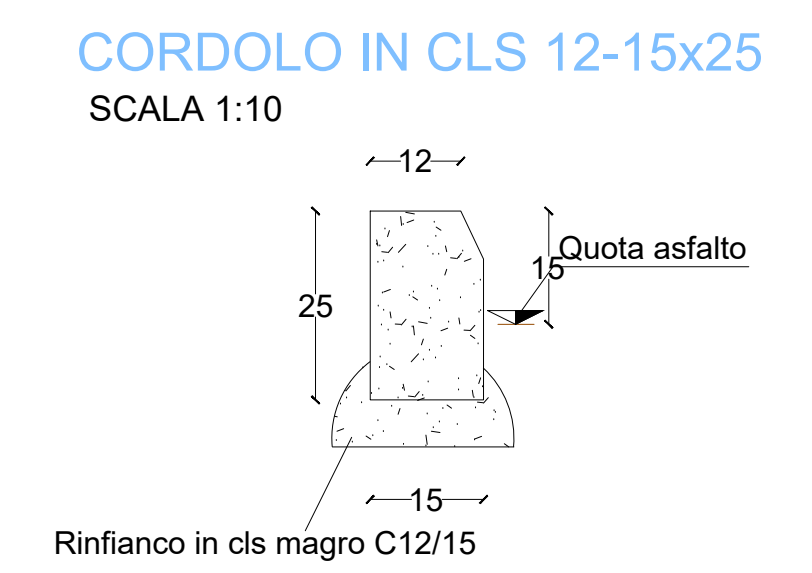 CORDOLO IN CLS 12-15x25
SCALA 1:10
12
Quota asfalto
15
25
15
Rinfianco in cls magro C12/15